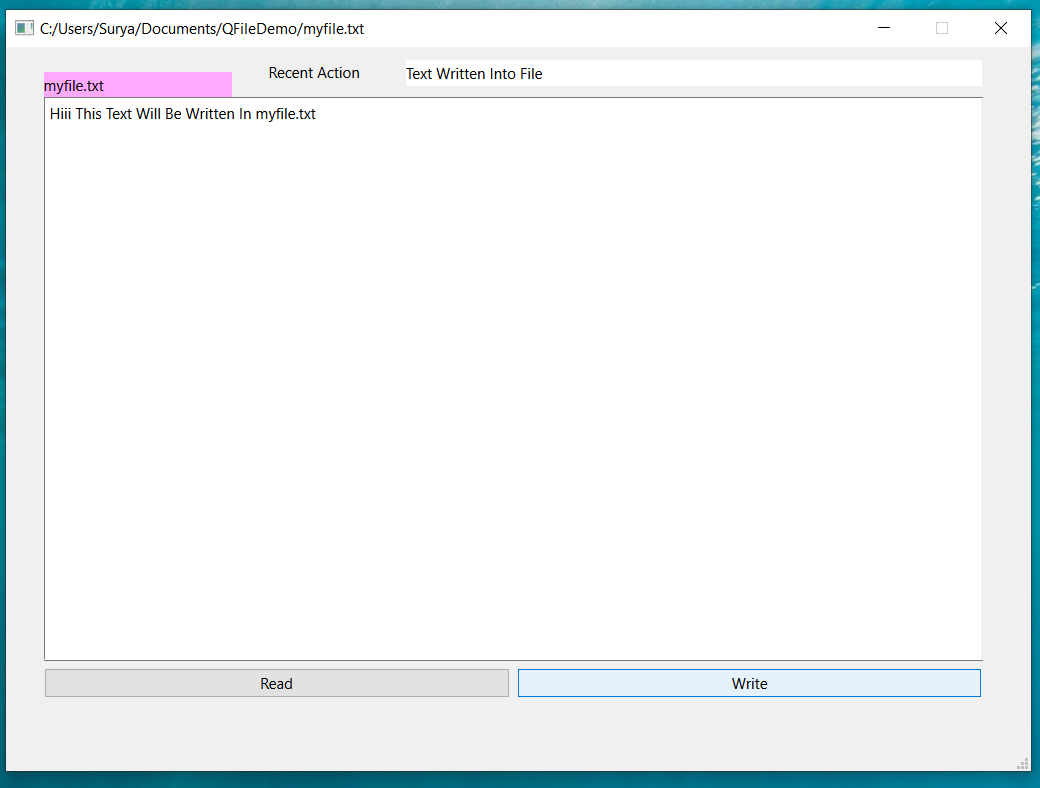 C:/Users/Surya/Documents/QFileDemo/myfile.txt
Recent Action
Text Written Into File
myfile.txt
Hiii This Text Will Be Written In myfile.txt
Read
Write